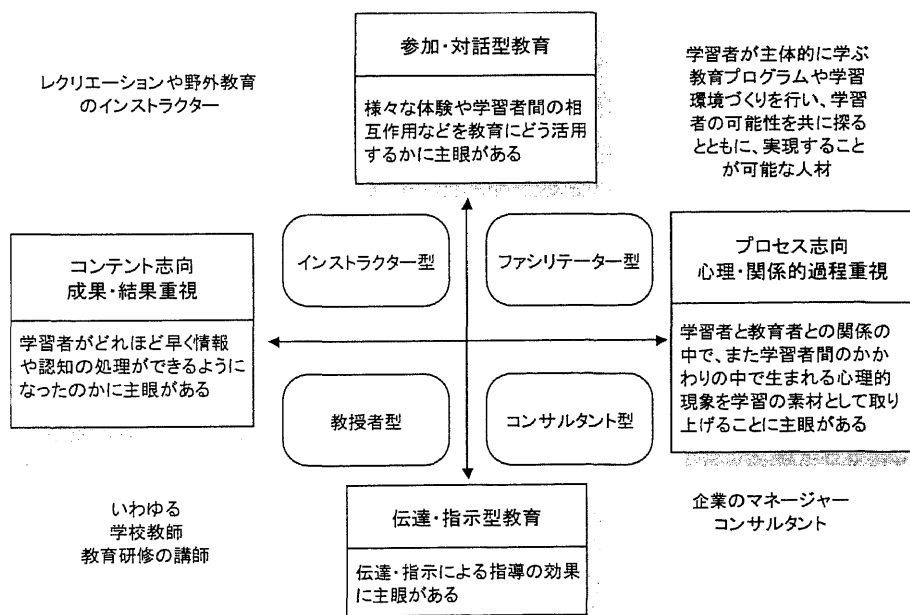 参加・対話型教育
様々な体験や学習者間の相
互作用などを教育にどう活用
するかに主眼がある
レクリエーションや野外教育
のインストラクター
学習者が主体的に学ぶ
教育プログラムや学習
環境づくりを行い、学習
者の可能性を共に探る
とともに、実現すること
が可能な人材
インストラクター型
ファシリテーター型
コンテント志向
成果・結果重視
学習者がどれほど早く情報
や認知の処理ができるように
なったのかに主眼がある
プロセス志向
心理・関係的過程重視
学習者と教育者との関係の
中で、また学習者間のかか
わりの中で生まれる心理的
現象を学習の素材として取り
上げることに主眼がある
教授者型
コンサルタント型
いわゆる
学校教師
教育研修の講師
伝達・指示型教育
伝達・指示による指導の効果
に主眼がある
企業のマネージャー
コンサルタント